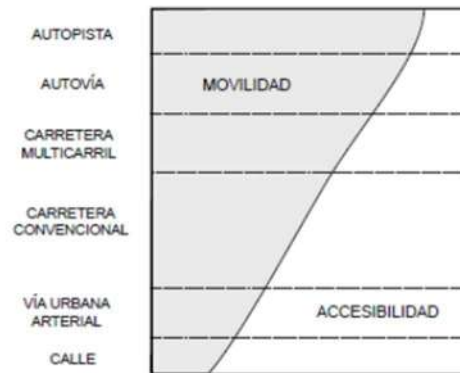 AUTOPISTA
AUTOVÍA
MOVILIDAD
CARRETERA
MULTICARRIL
CARRETERA
CONVENCIONAL
VÍA URBANA
ARTERIAL
ACCESIBILIDAD
CALLE